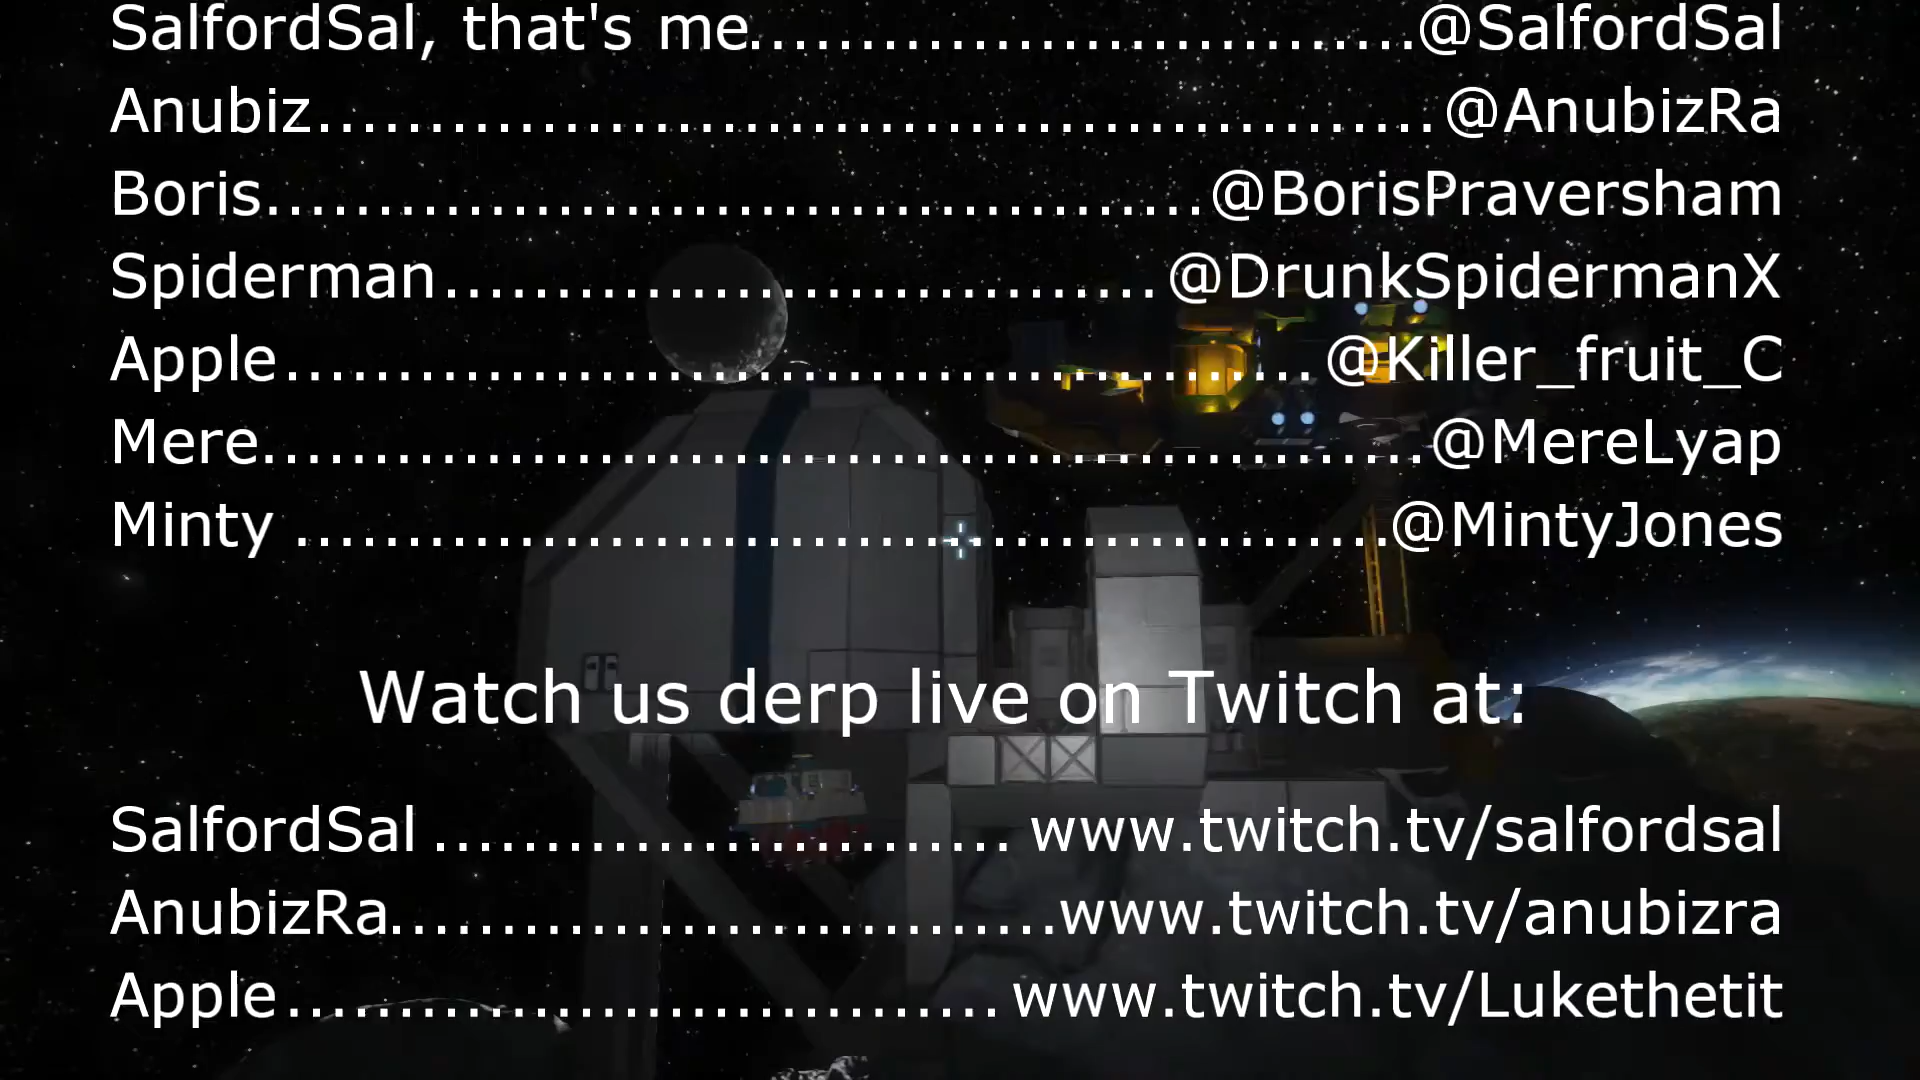 SalfordSal, that's me..............................@SalfordSal
Anubiz..................................................@AnubizRa
Boris..........................................@BorisPraversham
Spiderman................................@DrunkSpidermanX
Apple..............................................@Killer_fruit_C
Mere...................................................@MereLyap
Minty .................................................@MintyJones
Watch us derp live on Twitch at:
SalfordSal .......................... www.twitch.tv/salfordsal
AnubizRa..............................www.twitch.tv/anubizra
Apple................................ www.twitch.tv/Lukethetit